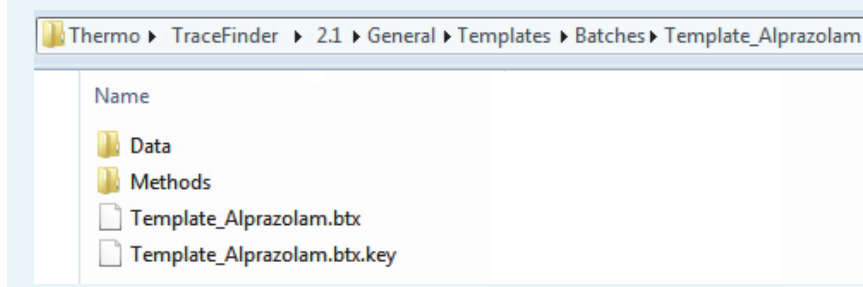 Thermo ▸ TraceFinder ▸ 2.1 ▸ General ▸ Templates ▸ Batches ▸ Template_Alprazolam
Name
Data
Methods
Template_Alprazolam.btx
Template_Alprazolam.btx.key